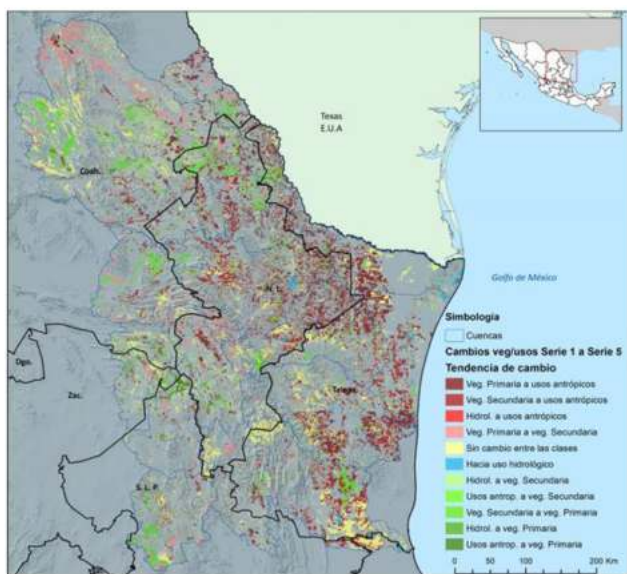 Texas
E.U.A
Coah.
Golfo de México
N. L.
Dgo.
Zac.
Tamps.
S. L. P.
Simbología
Cuencas
Cambios veg/usos Serie 1 a Serie 5
Tendencia de cambio
Veg. Primaria a usos antrópicos
Veg. Secundaria a usos antrópicos
Hidrol. a usos antrópicos
Veg. Primaria a veg. Secundaria
Sin cambio entre las clases
Hacia uso hidrológico
Hidrol. a veg. Secundaria
Usos antrop. a veg. Secundaria
Veg. Secundaria a veg. Primaria
Hidrol. a veg. Primaria
Usos antrop. a veg. Primaria
0 50 100 200 Km